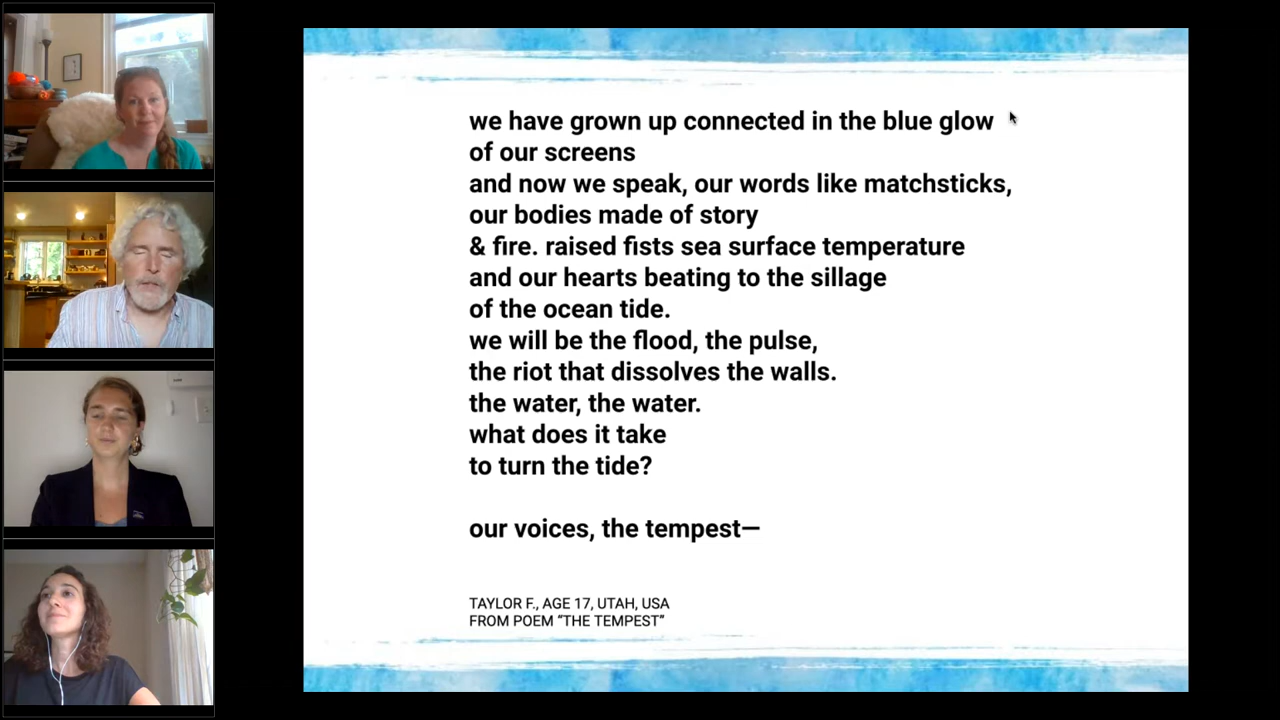 we have grown up connected in the blue glow
of our screens
and now we speak, our words like matchsticks,
our bodies made of story
& fire. raised fists sea surface temperature
and our hearts beating to the sillage
of the ocean tide.
we will be the flood, the pulse,
the riot that dissolves the walls.
the water, the water.
what does it take
to turn the tide?
our voices, the tempest—
TAYLOR F., AGE 17, UTAH, USA
FROM POEM “THE TEMPEST”